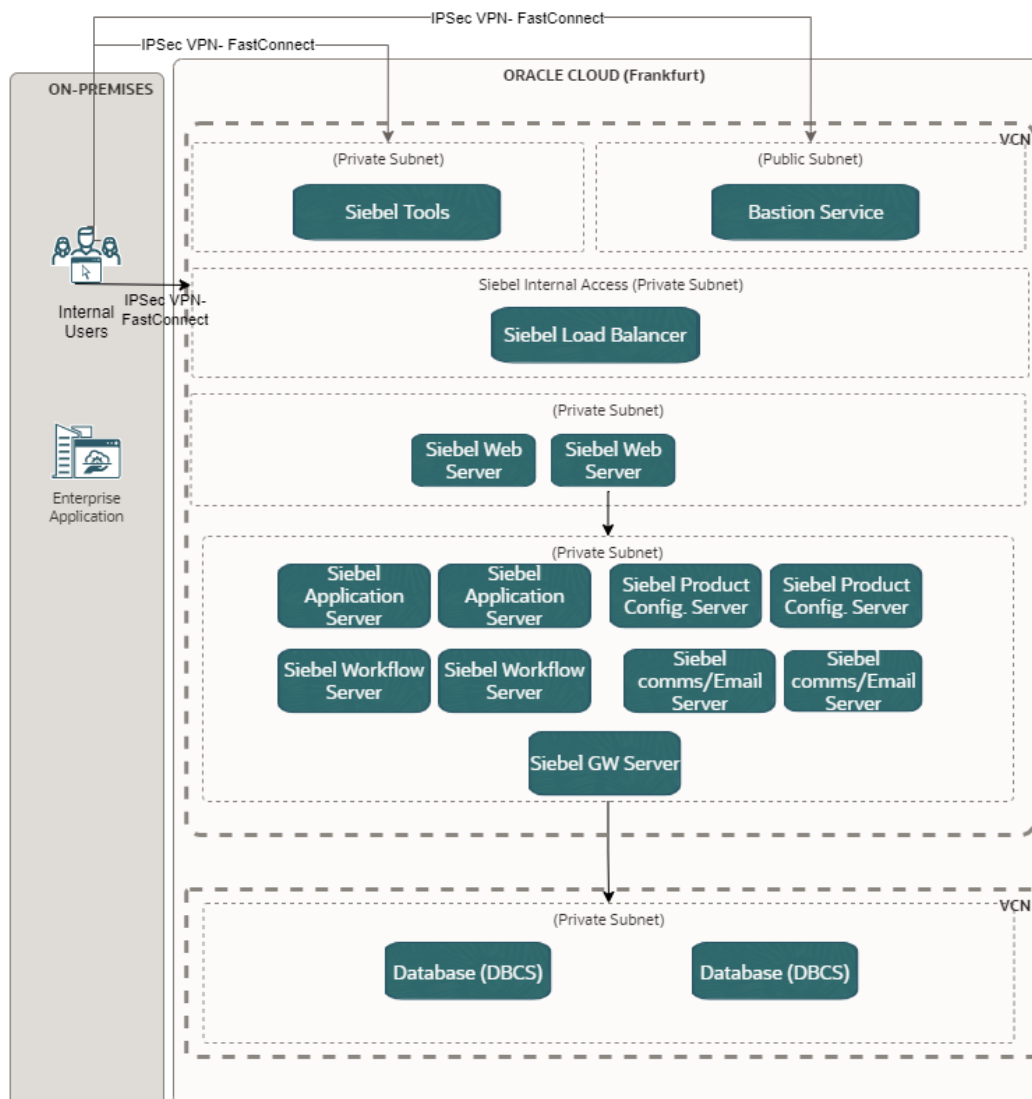 IPSec VPN- FastConnect
IPSec VPN- FastConnect
ON-PREMISES
ORACLE CLOUD (Frankfurt)
VCN
(Private Subnet)
(Public Subnet)
Siebel Tools
Bastion Service
Siebel Internal Access (Private Subnet)
IPSec VPN-
FastConnect
Internal
Users
Siebel Load Balancer
(Private Subnet)
Siebel Web
Server
Siebel Web
Server
Enterprise
Application
(Private Subnet)
Siebel
Application
Server
Siebel
Application
Server
Siebel Product
Config. Server
Siebel Product
Config. Server
Siebel Workflow
Server
Siebel Workflow
Server
Siebel
comms/Email
Server
Siebel
comms/Email
Server
Siebel GW Server
VCN
(Private Subnet)
Database (DBCS)
Database (DBCS)